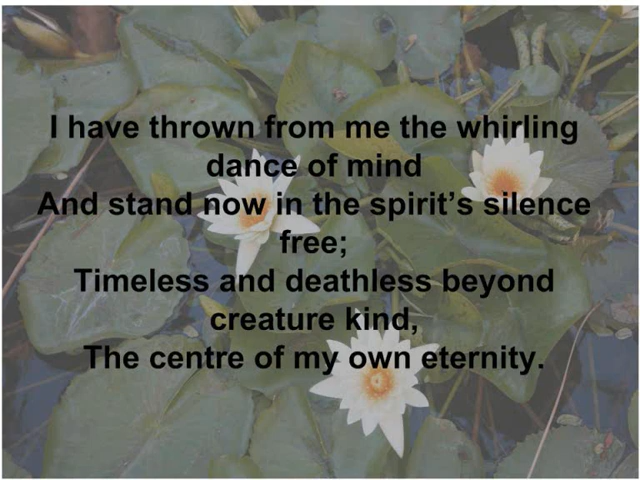 I have thrown from me the whirling
dance of mind
And stand now in the spirit’s silence
free;
Timeless and deathless beyond
creature kind,
The centre of my own eternity.